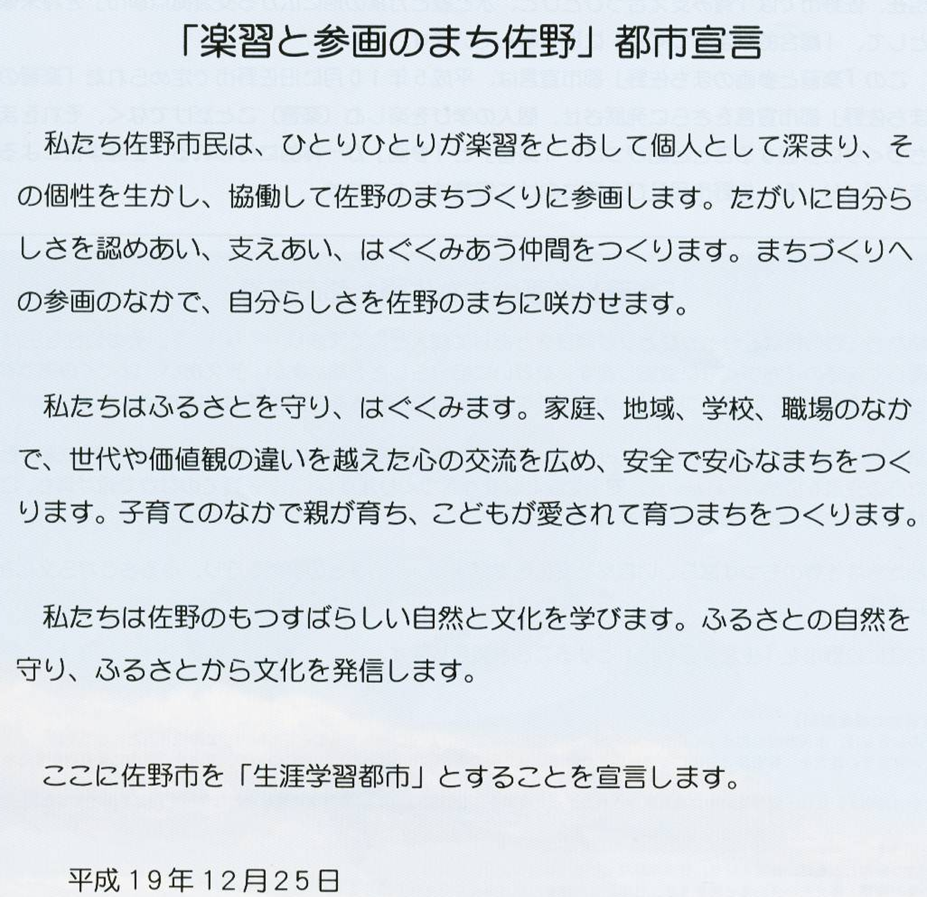 「楽習と参画のまち佐野」都市宣言
私たち佐野市民は、ひとりひとりが楽習をとおして個人として深まり、そ
の個性を生かし、協働して佐野のまちづくりに参画します。たがいに自分ら
しさを認めあい、支えあい、はぐくみあう仲間をつくります。まちづくりへ
の参画のなかで、自分らしさを佐野のまちに咲かせます。
私たちはふるさとを守り、はぐくみます。家庭、地域、学校、職場のなか
で、世代や価値観の違いを越えた心の交流を広め、安全で安心なまちをつく
ります。子育てのなかで親が育ち、こどもが愛されて育つまちをつくります。
私たちは佐野のもつすばらしい自然と文化を学びます。ふるさとの自然を
守り、ふるさとから文化を発信します。
ここに佐野市を「生涯学習都市」とすることを宣言します。
平成19年12月25日